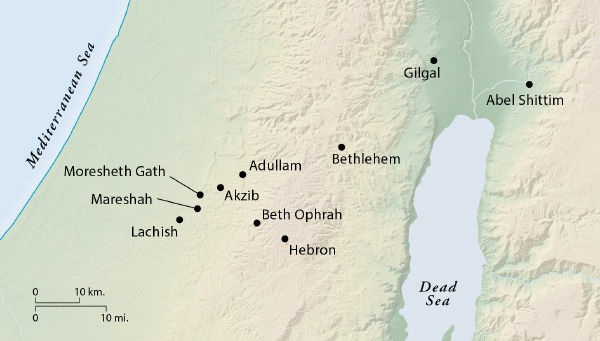 Mediterranean Sea
Gilgal
Abel Shittim
Bethlehem
Adullam
Moresheth Gath
Akzib
Mareshah
Beth Ophrah
Lachish
Hebron
Dead
Sea
0 10 km.
0 10 mi.